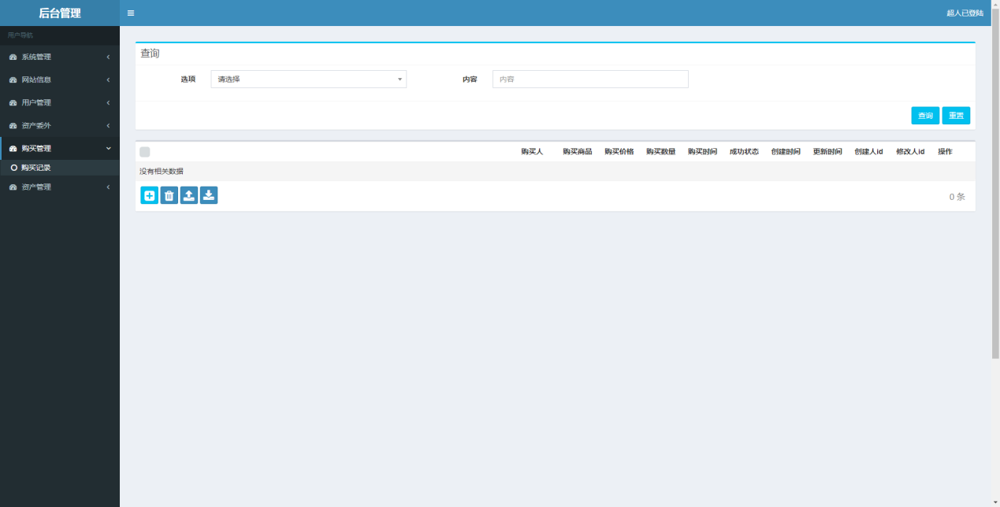 后台管理
超人已登陆
用户导航
系统管理
网站信息
用户管理
资产委外
购买管理
购买记录
资产管理
查询
选项 请选择 内容 内容
查询 重置
购买人 购买商品 购买价格 购买数量 购买时间 成功状态 创建时间 更新时间 创建人id 修改人id 操作
没有相关数据
0 条